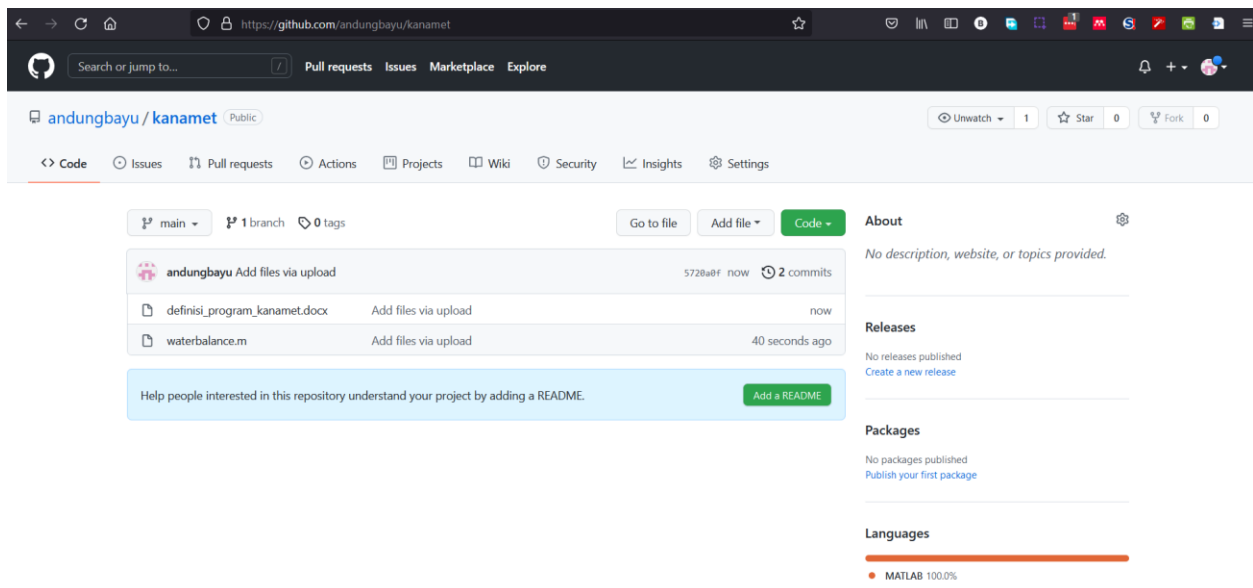 https://github.com/andungbayu/kanamet
Search or jump to... / Pull requests Issues Marketplace Explore
andungbayu / kanamet Public
Unwatch 1 Star 0 Fork 0
<> Code Issues Pull requests Actions Projects Wiki Security Insights Settings
main 1 branch 0 tags Go to file Add file Code
andungbayu Add files via upload 5720a0f now 2 commits
definisi_program_kanamet.docx Add files via upload now
waterbalance.m Add files via upload 40 seconds ago
Help people interested in this repository understand your project by adding a README. Add a README
About
No description, website, or topics provided.
Releases
No releases published
Create a new release
Packages
No packages published
Publish your first package
Languages
MATLAB 100.0%